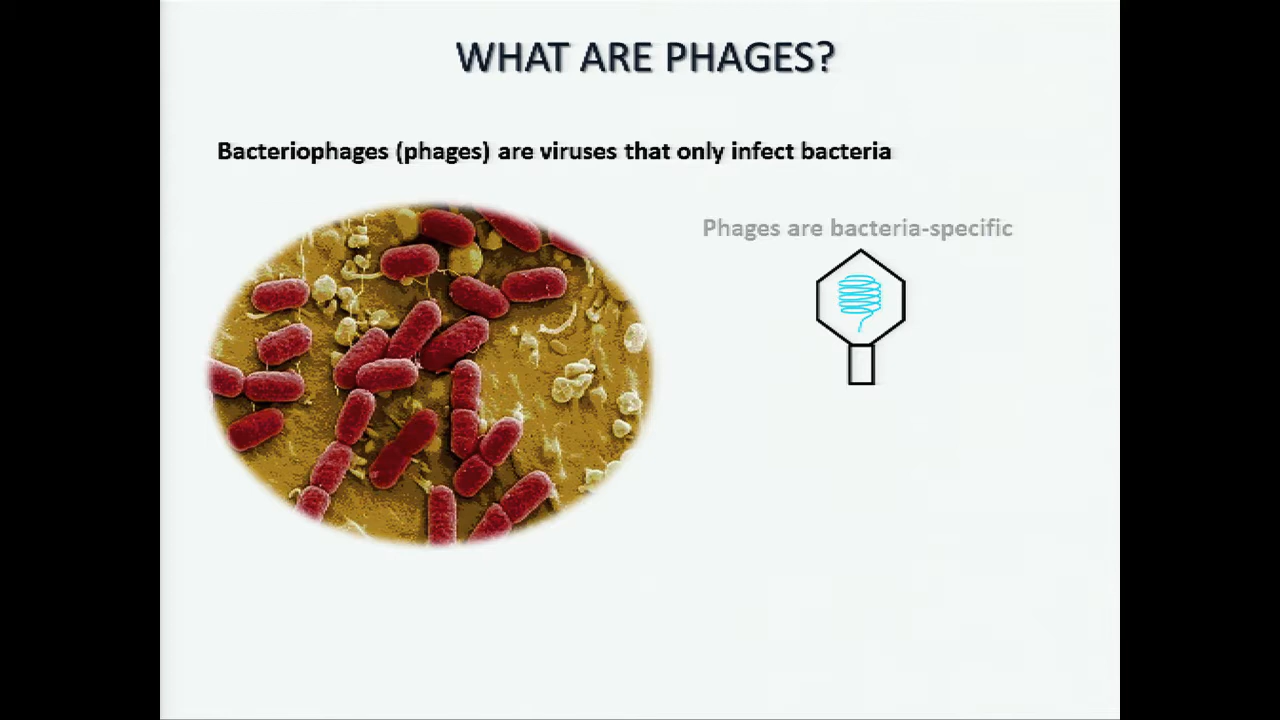 WHAT ARE PHAGES?
Bacteriophages (phages) are viruses that only infect bacteria
Phages are bacteria-specific